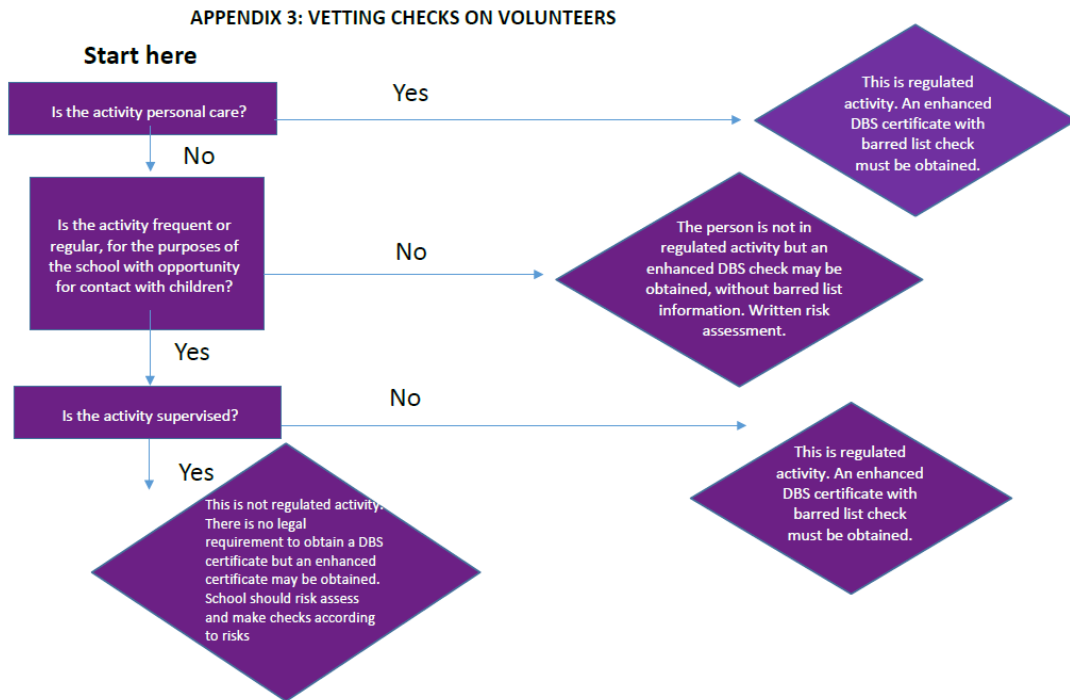 APPENDIX 3: VETTING CHECKS ON VOLUNTEERS
Start here
Is the activity personal care?
Yes
This is regulated
activity. An enhanced
DBS certificate with
barred list check
must be obtained.
No
Is the activity frequent or
regular, for the purposes of
the school with opportunity
for contact with children?
No
The person is not in
regulated activity but an
enhanced DBS check may be
obtained, without barred list
information. Written risk
assessment.
Yes
Is the activity supervised?
No
This is regulated
activity. An enhanced
DBS certificate with
barred list check
must be obtained.
Yes
This is not regulated activity.
There is no legal
requirement to obtain a DBS
certificate but an enhanced
certificate may be obtained.
School should risk assess
and make checks according
to risks